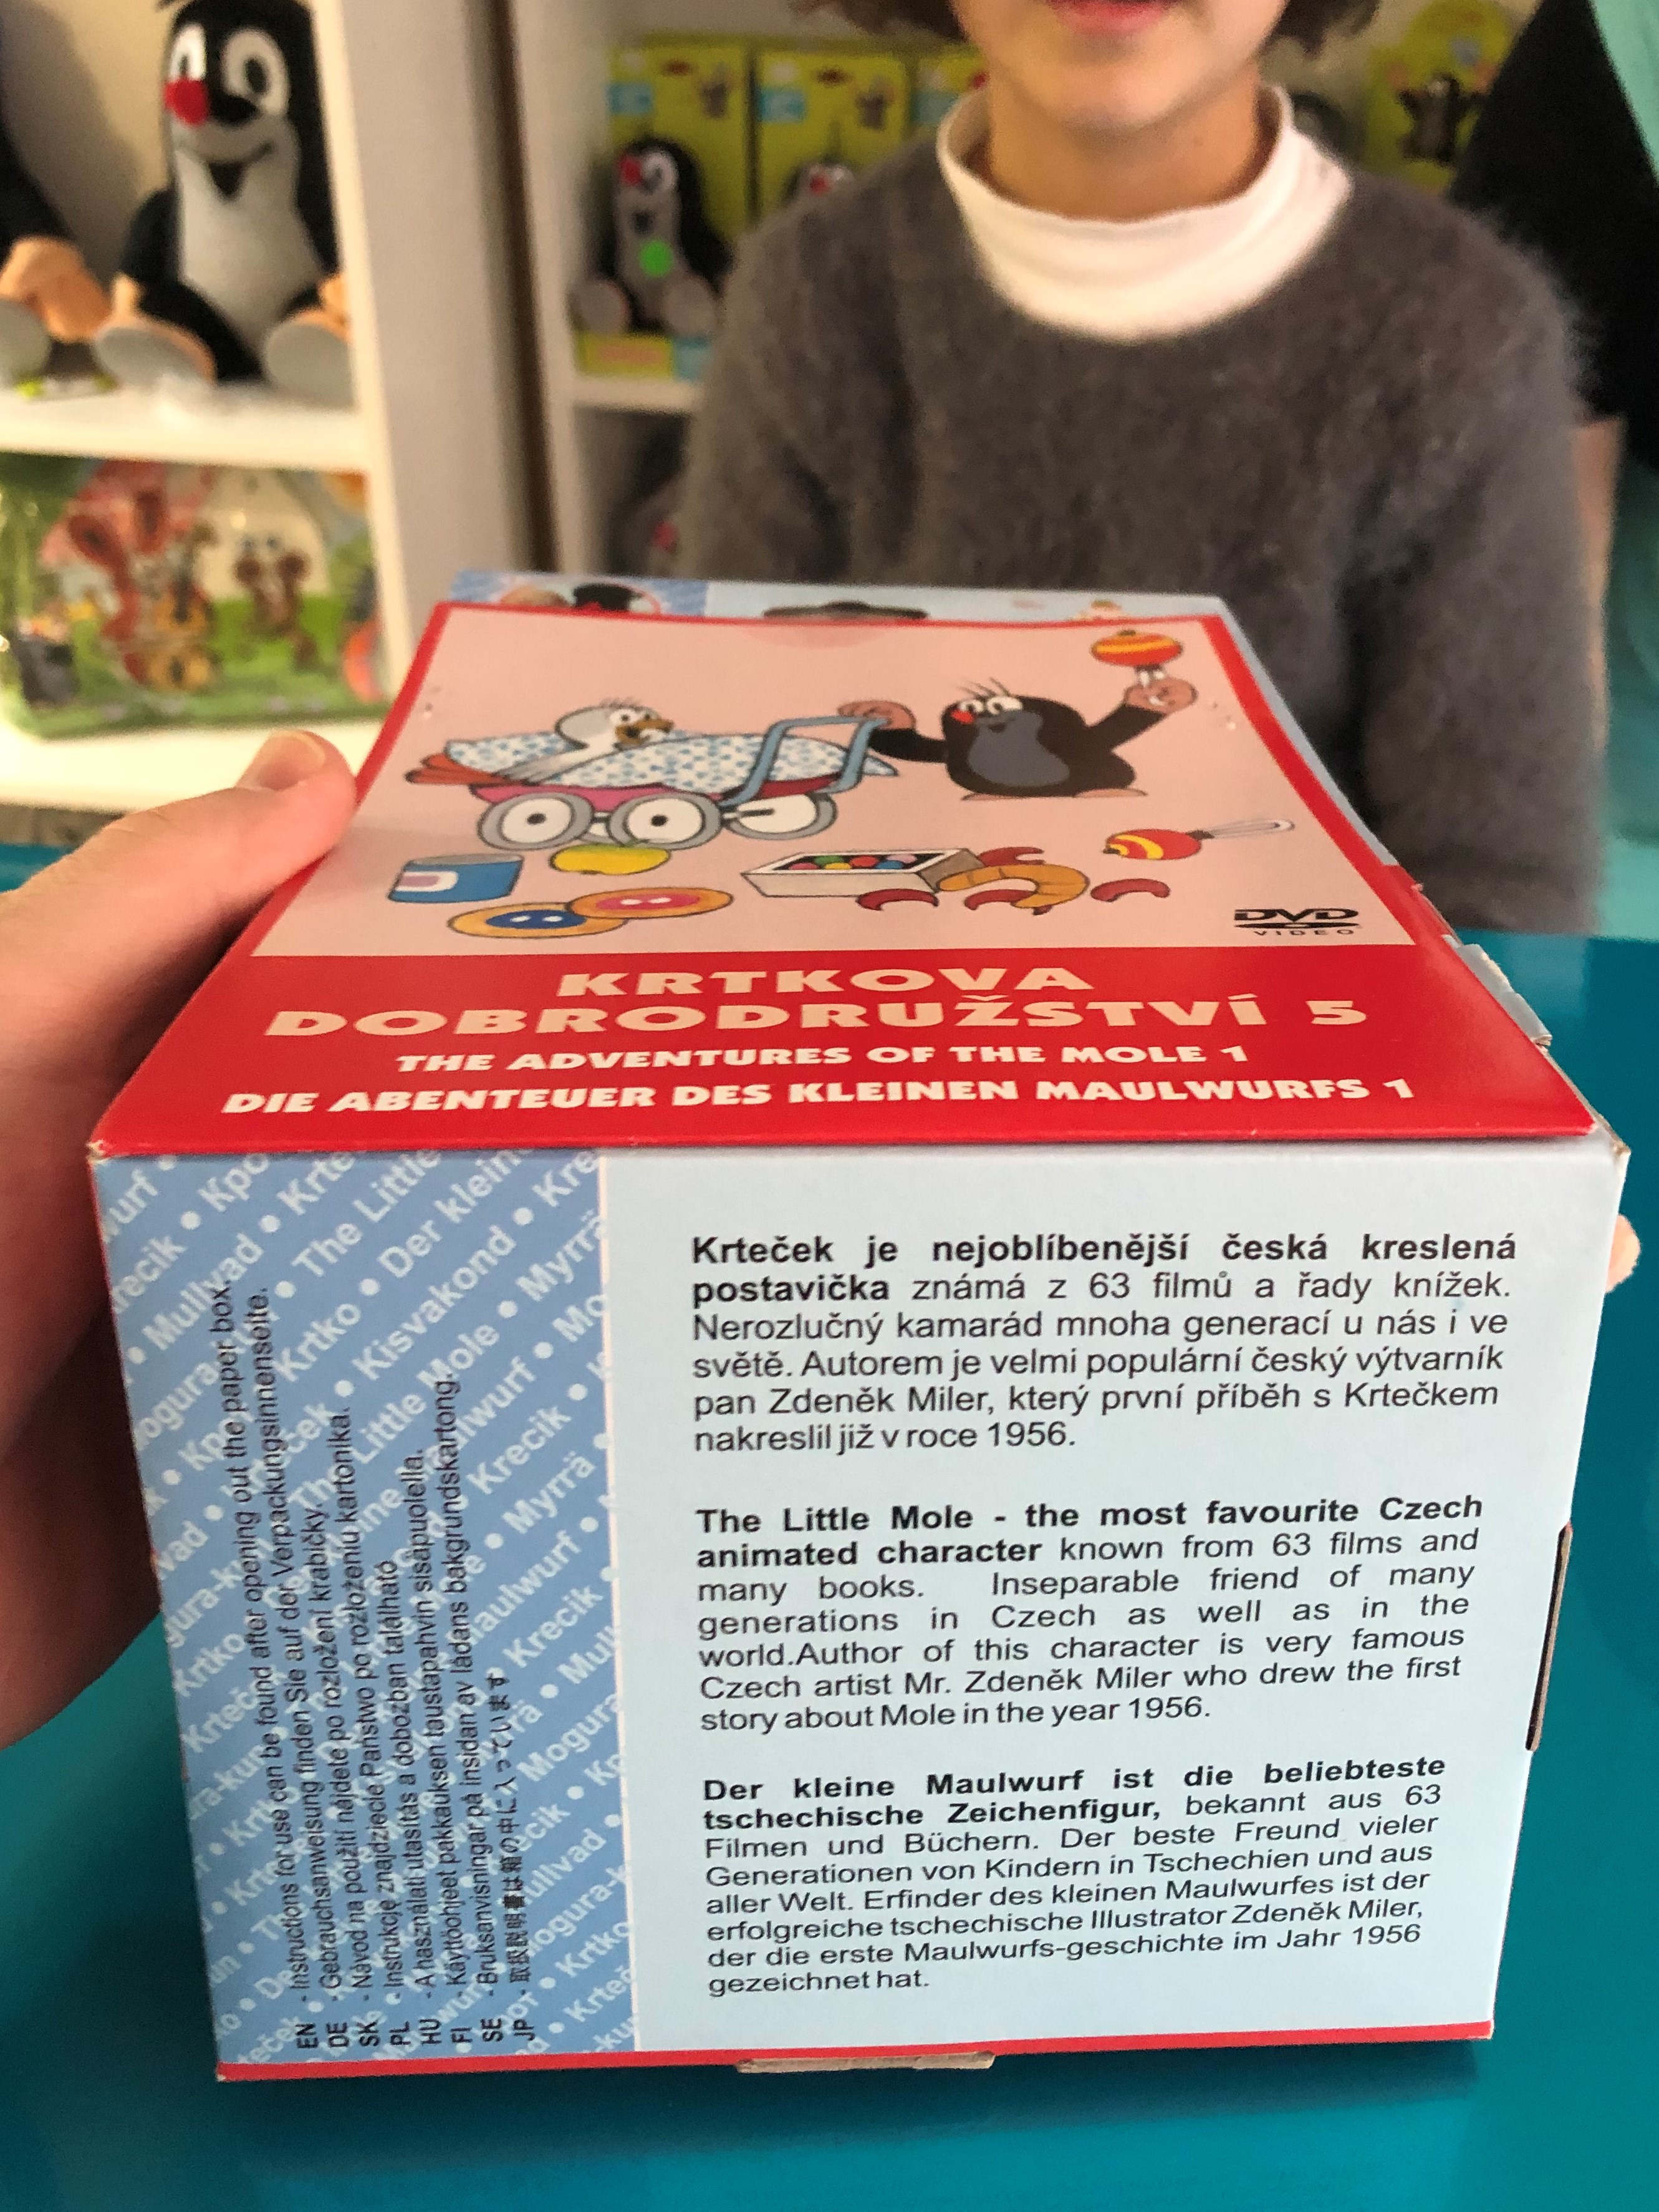 DVD
VIDEO
KRTKOVA
DOBRODRUŽSTVÍ 5
THE ADVENTURES OF THE MOLE 1
DIE ABENTEUER DES KLEINEN MAULWURFS 1
Krteček je nejoblíbenější česká kreslená
postavička známá z 63 filmů a řady knížek.
Nerozlučný kamarád mnoha generací u nás i ve
světě. Autorem je velmi populární český výtvarník
pan Zdeněk Miler, který první příběh s Krtečkem
nakreslil již v roce 1956.
The Little Mole - the most favourite Czech
animated character known from 63 films and
many books. Inseparable friend of many
generations in Czech as well as in the
world.Author of this character is very famous
Czech artist Mr. Zdeněk Miler who drew the first
story about Mole in the year 1956.
Der kleine Maulwurf ist die beliebteste
tschechische Zeichenfigur, bekannt aus 63
Filmen und Büchern. Der beste Freund vieler
Generationen von Kindern in Tschechien und aus
aller Welt. Erfinder des kleinen Maulwurfes ist der
erfolgreiche tschechische Illustrator Zdeněk Miler,
der die erste Maulwurfs-geschichte im Jahr 1956
gezeichnet hat.
EN - Instructions for use can be found after opening out the paper box.
DE - Gebrauchsanweisung finden Sie auf der Verpackungsinnenseite.
SK - Návod na použití nájdete po rozložení krabičky.
PL - Instrukcję znajdziecie Państwo po rozłożeniu kartonika.
HU - A használati utasítás a dobozban található
FI - Käyttöohjeet pakkauksen taustapahvin sisäpuolella.
SE - Bruksanvisningar på insidan av lådans bakgrundskartong.
JP - 取扱説明書は箱の中に入っています